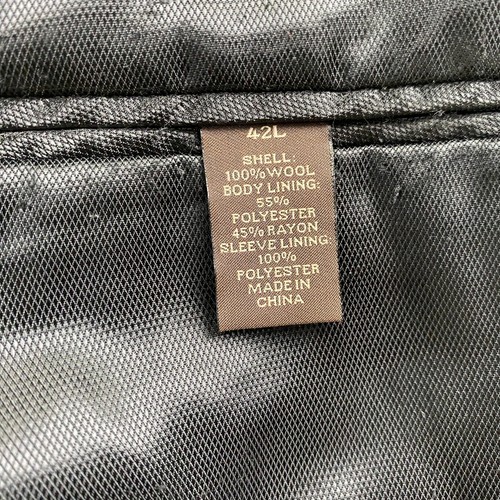 42L
SHELL:
100%WOOL
BODY LINING:
55%
POLYESTER
45% RAYON
SLEEVE LINING:
100%
POLYESTER
MADE IN
CHINA